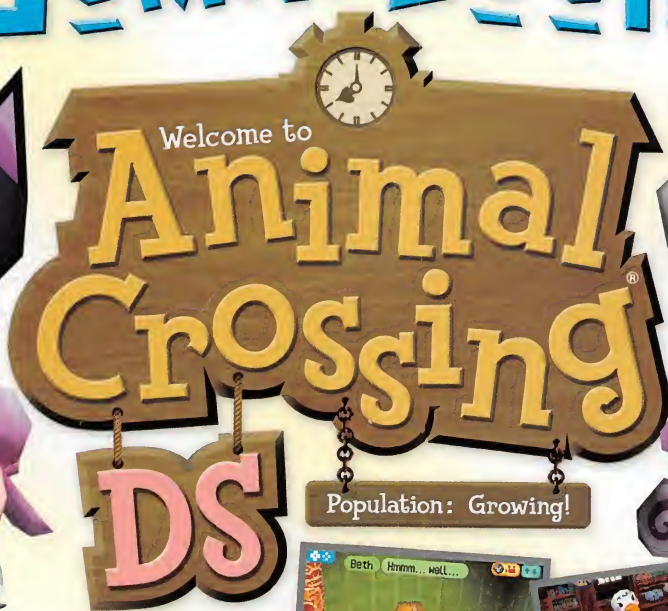 Welcome to
Animal
Crossing®
DS
Population: Growing!
Beth Hmmm... well...